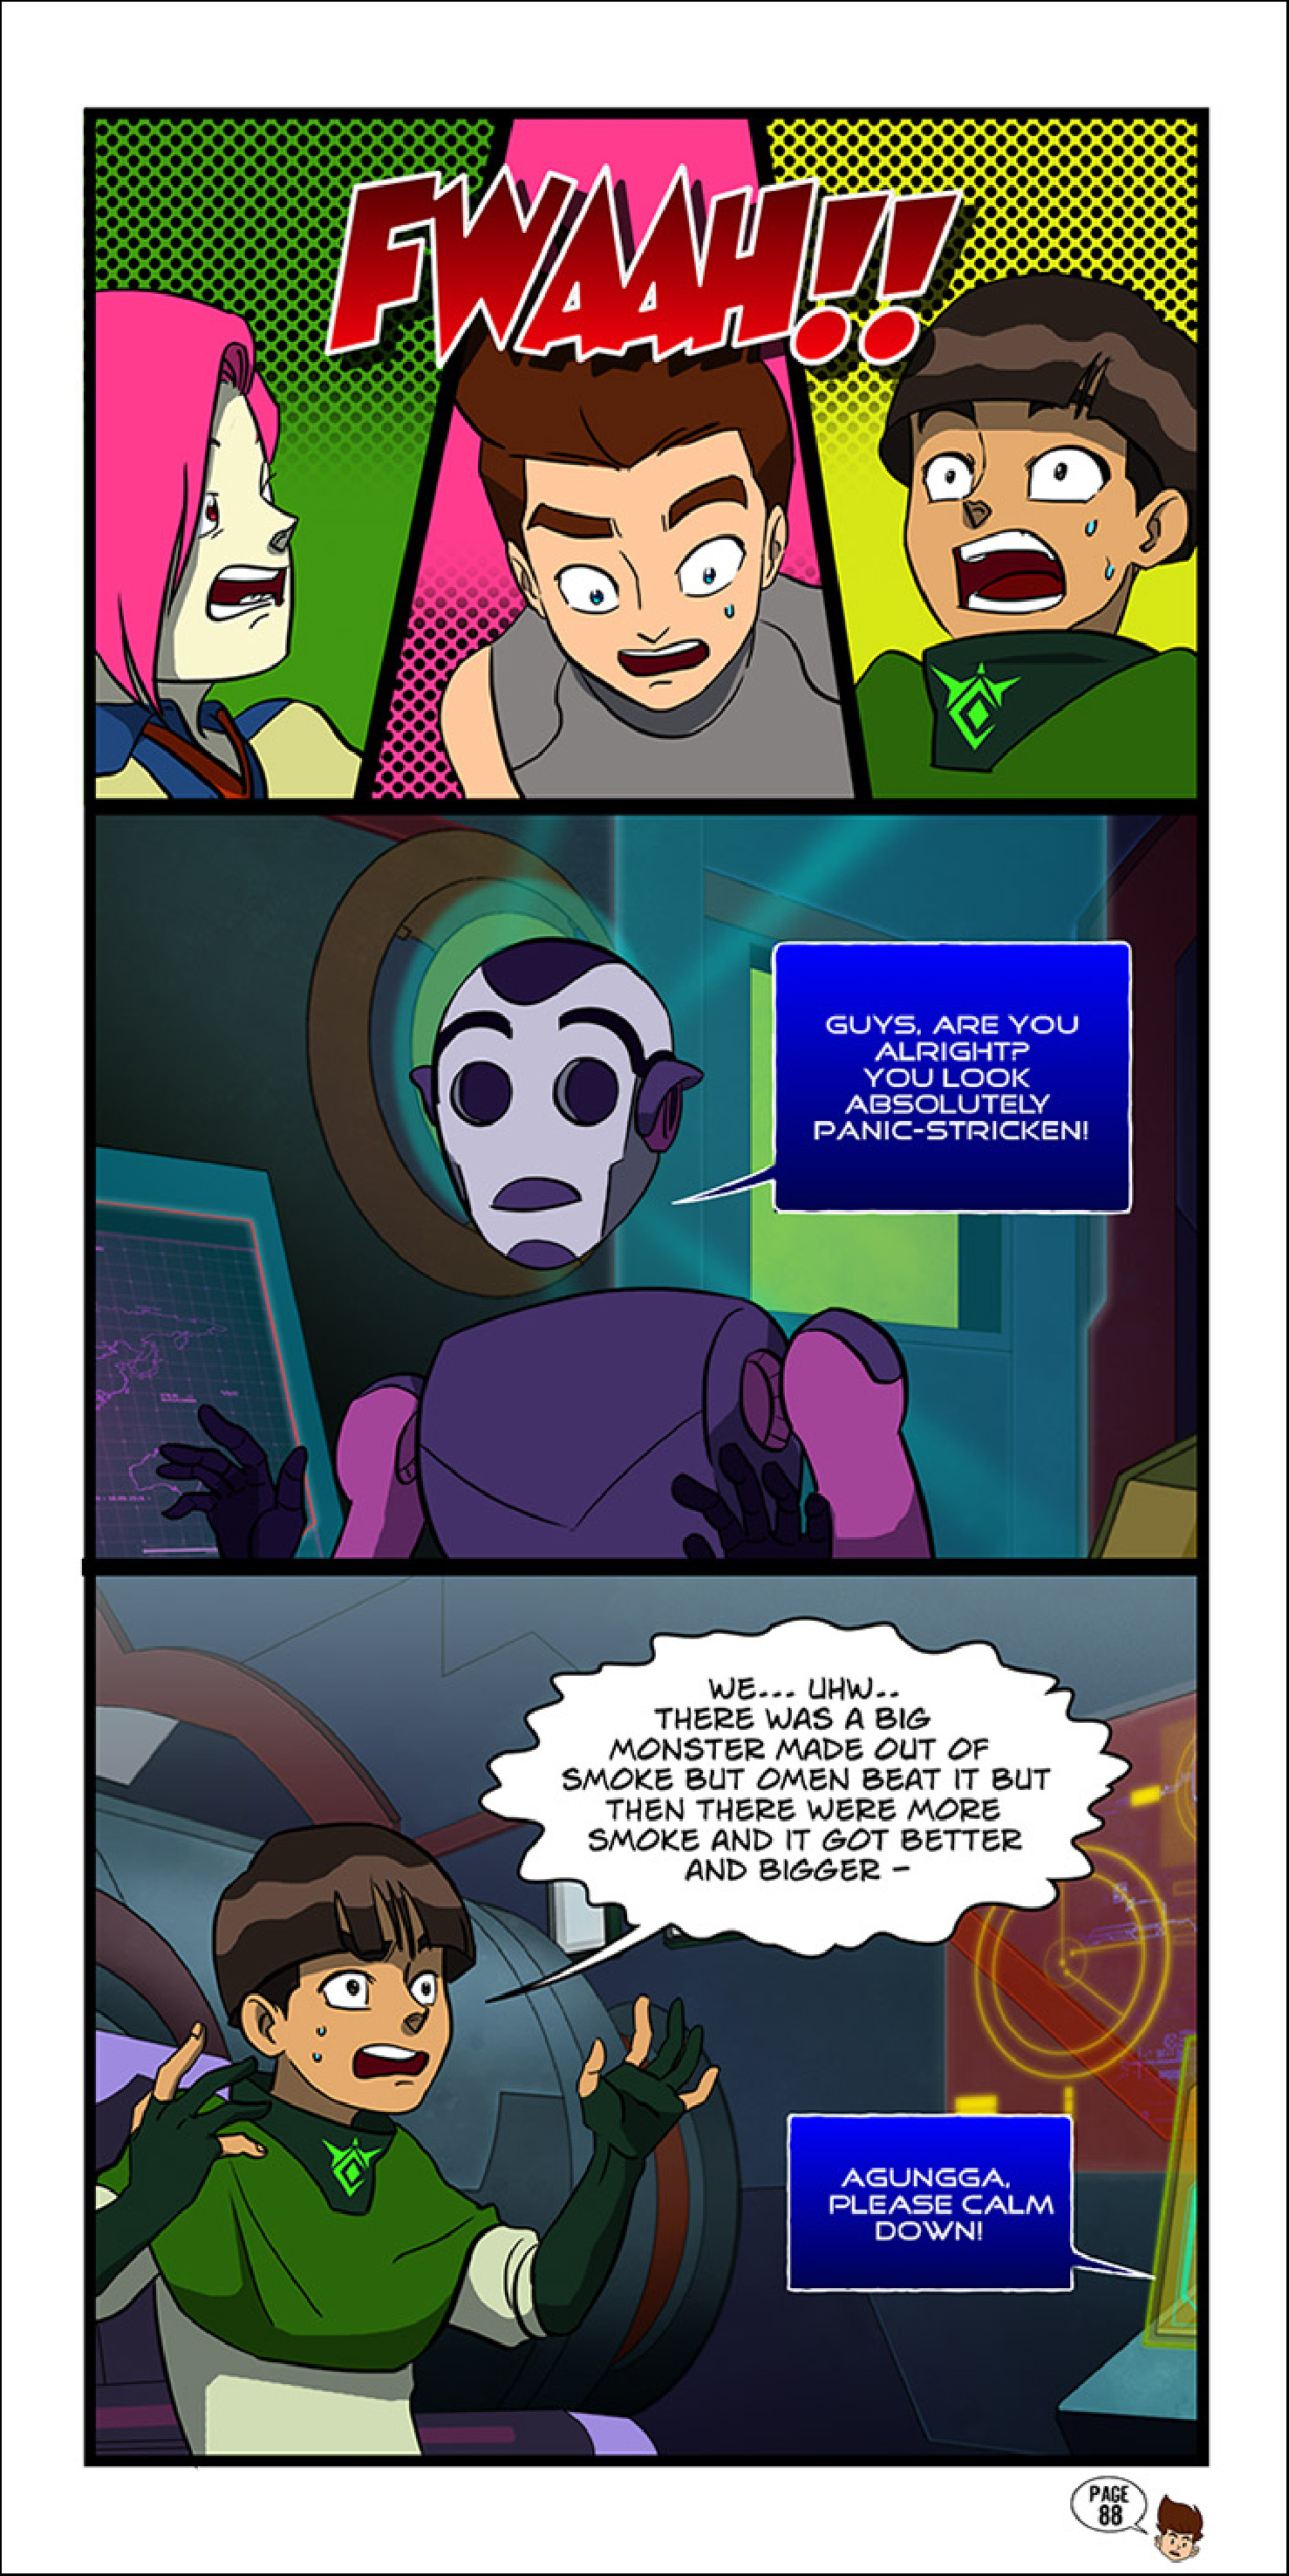 FWAAH!!
GUYS, ARE YOU
ALRIGHT?
YOU LOOK
ABSOLUTELY
PANIC-STRICKEN!
WE... UHW..
THERE WAS A BIG
MONSTER MADE OUT OF
SMOKE BUT OMEN BEAT IT BUT
THEN THERE WERE MORE
SMOKE AND IT GOT BETTER
AND BIGGER -
AGUNGGA,
PLEASE CALM
DOWN!
PAGE
88